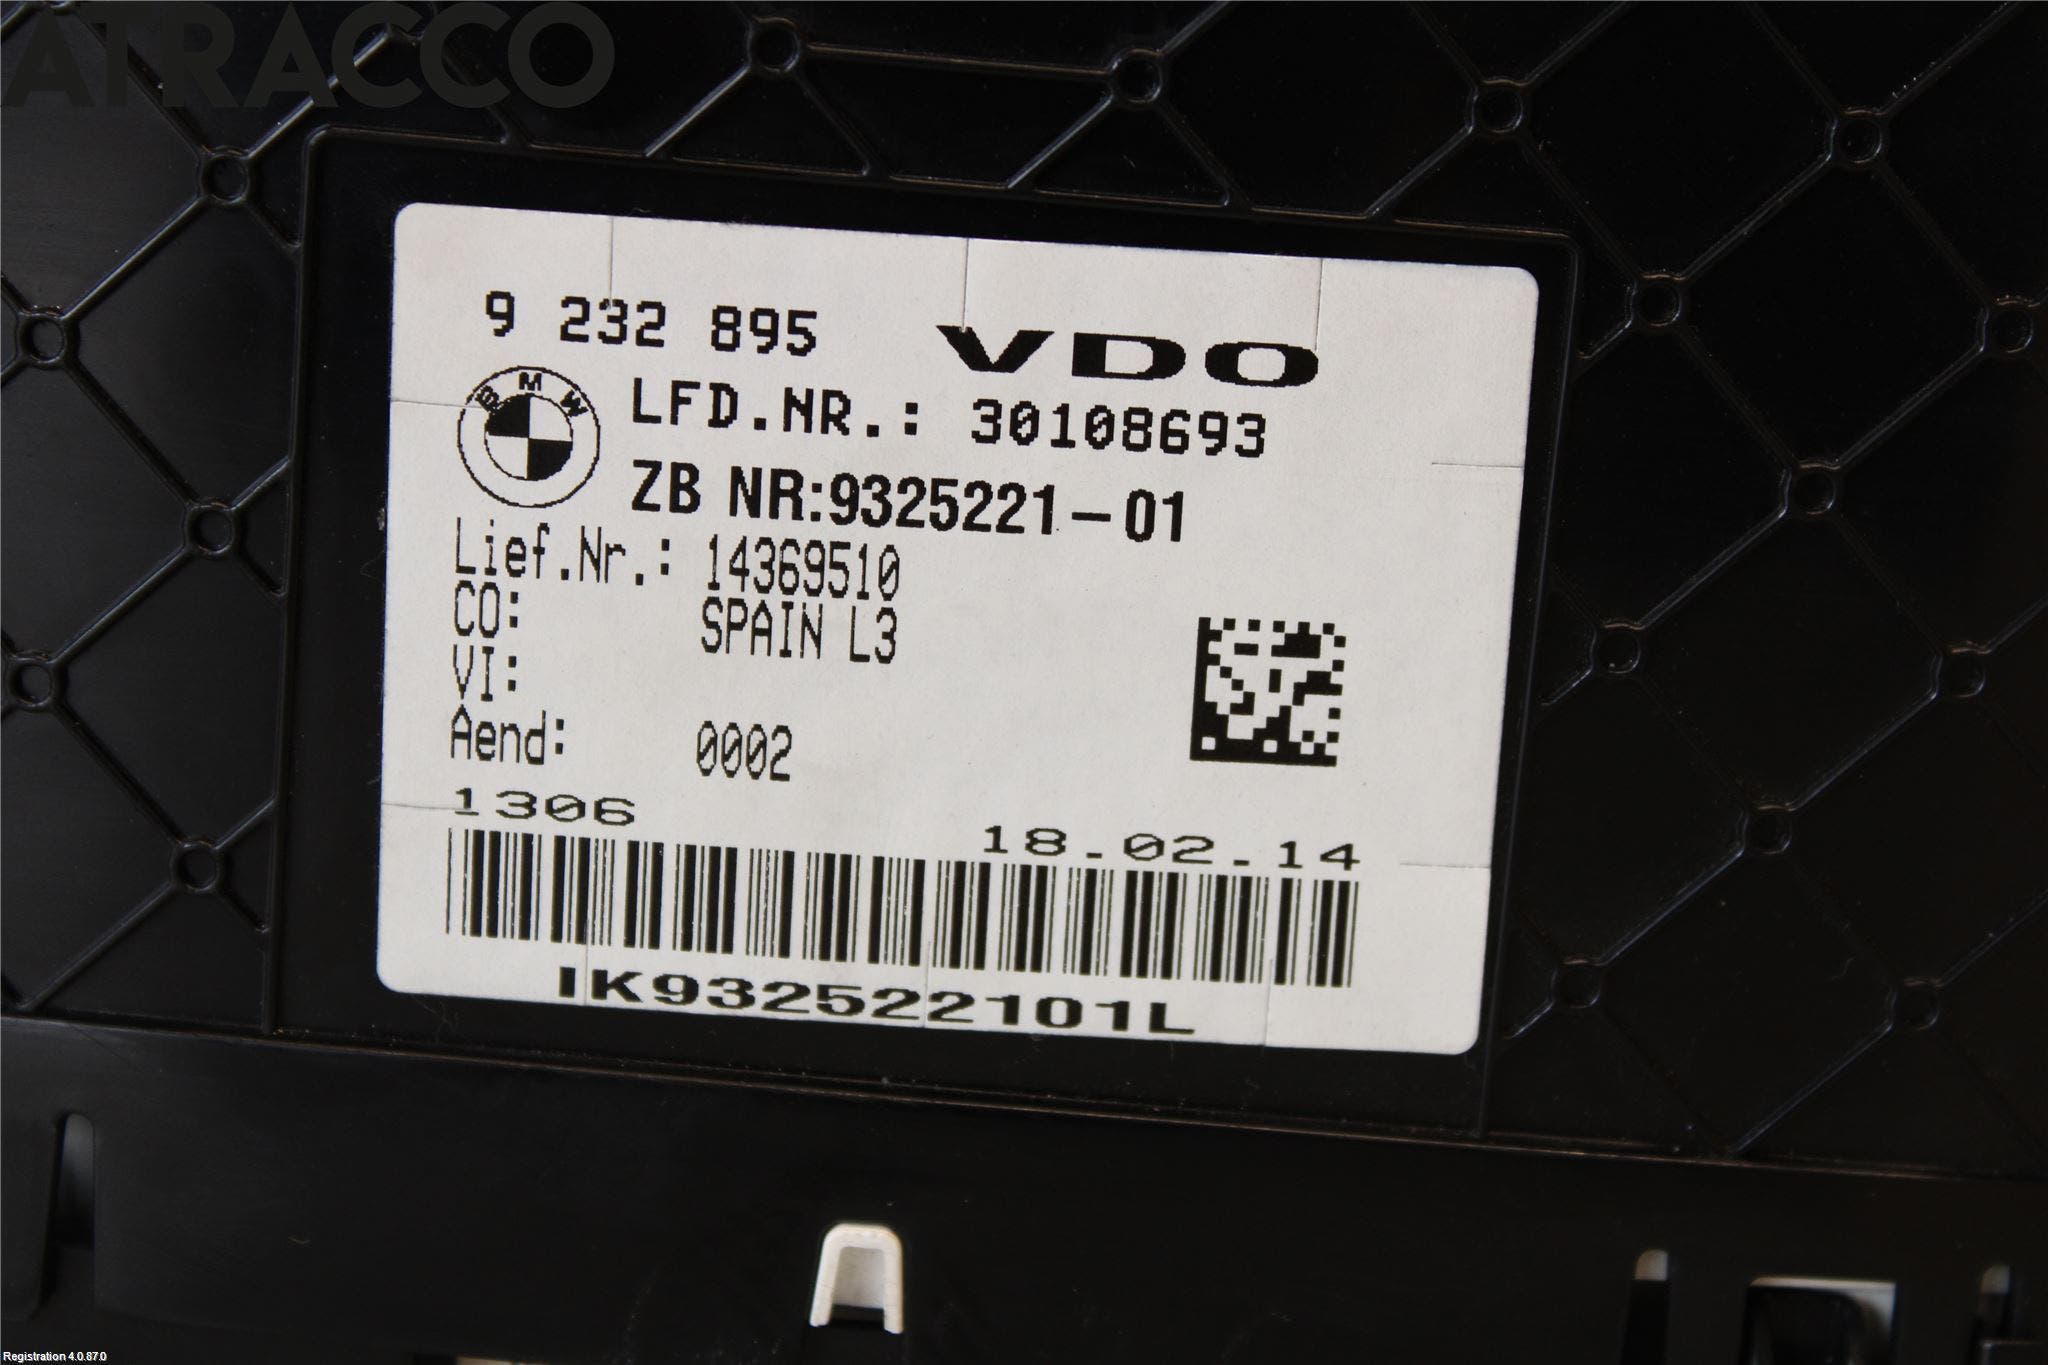 ATRACCO
9 232 895 VDO
BMW
LFD.NR.: 30108693
ZB NR:9325221-01
Lief.Nr.: 14369510
CO: SPAIN L3
VI:
Aend: 0002
1306 18.02.14
IK932522101L
Registration 4.0.87.0